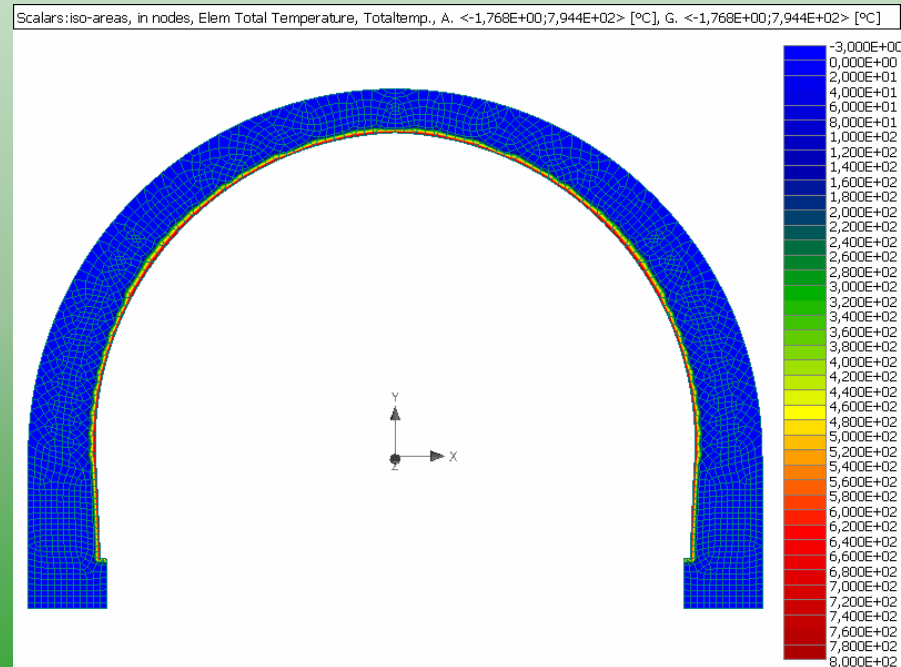 Scalars:iso-areas, in nodes, Elem Total Temperature, Totaltemp., A. <-1,768E+00;7,944E+02> [ºC], G. <-1,768E+00;7,944E+02> [ºC]
-3,000E+00
0,000E+00
2,000E+01
4,000E+01
6,000E+01
8,000E+01
1,000E+02
1,200E+02
1,400E+02
1,600E+02
1,800E+02
2,000E+02
2,200E+02
2,400E+02
2,600E+02
2,800E+02
3,000E+02
3,200E+02
3,400E+02
3,600E+02
3,800E+02
4,000E+02
4,200E+02
4,400E+02
4,600E+02
4,800E+02
5,000E+02
5,200E+02
5,400E+02
5,600E+02
5,800E+02
6,000E+02
6,200E+02
6,400E+02
6,600E+02
6,800E+02
7,000E+02
7,200E+02
7,400E+02
7,600E+02
7,800E+02
8,000E+02
Y
X
Z